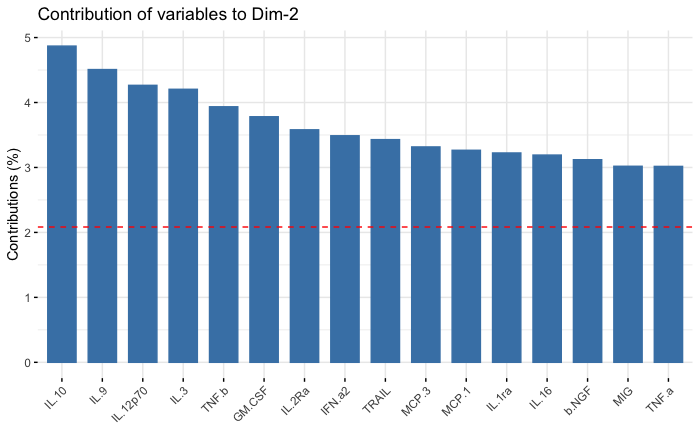 Contribution of variables to Dim-2
Contributions (%)
5
4
3
2
1
0
IL.10
IL.9
IL.12p70
IL.3
TNF.b
GM.CSF
IL.2Ra
IFN.a2
TRAIL
MCP.3
MCP.1
IL.1ra
IL.16
b.NGF
MIG
TNF.a